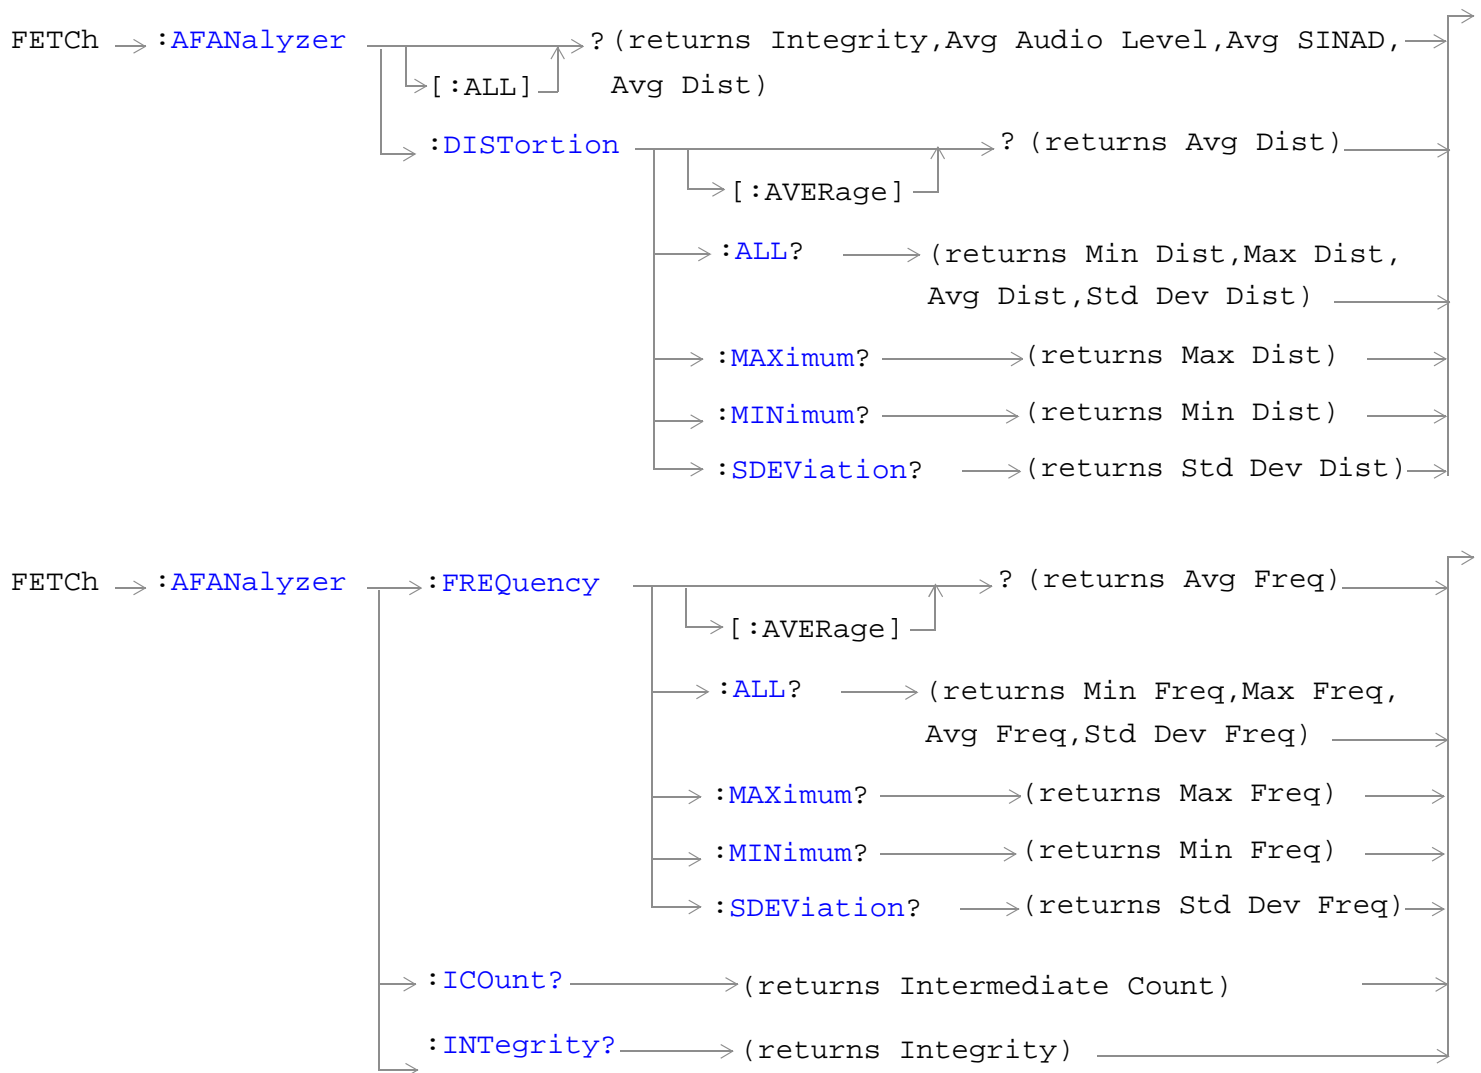 FETCh :AFANalyzer ? (returns Integrity,Avg Audio Level,Avg SINAD,
[:ALL] Avg Dist)
:DISTortion ? (returns Avg Dist)
[:AVERage]
:ALL? (returns Min Dist,Max Dist,
Avg Dist,Std Dev Dist)
:MAXimum? (returns Max Dist)
:MINimum? (returns Min Dist)
:SDEViation? (returns Std Dev Dist)
FETCh :AFANalyzer :FREQuency ? (returns Avg Freq)
[:AVERage]
:ALL? (returns Min Freq,Max Freq,
Avg Freq,Std Dev Freq)
:MAXimum? (returns Max Freq)
:MINimum? (returns Min Freq)
:SDEViation? (returns Std Dev Freq)
:ICOunt? (returns Intermediate Count)
:INTegrity? (returns Integrity)